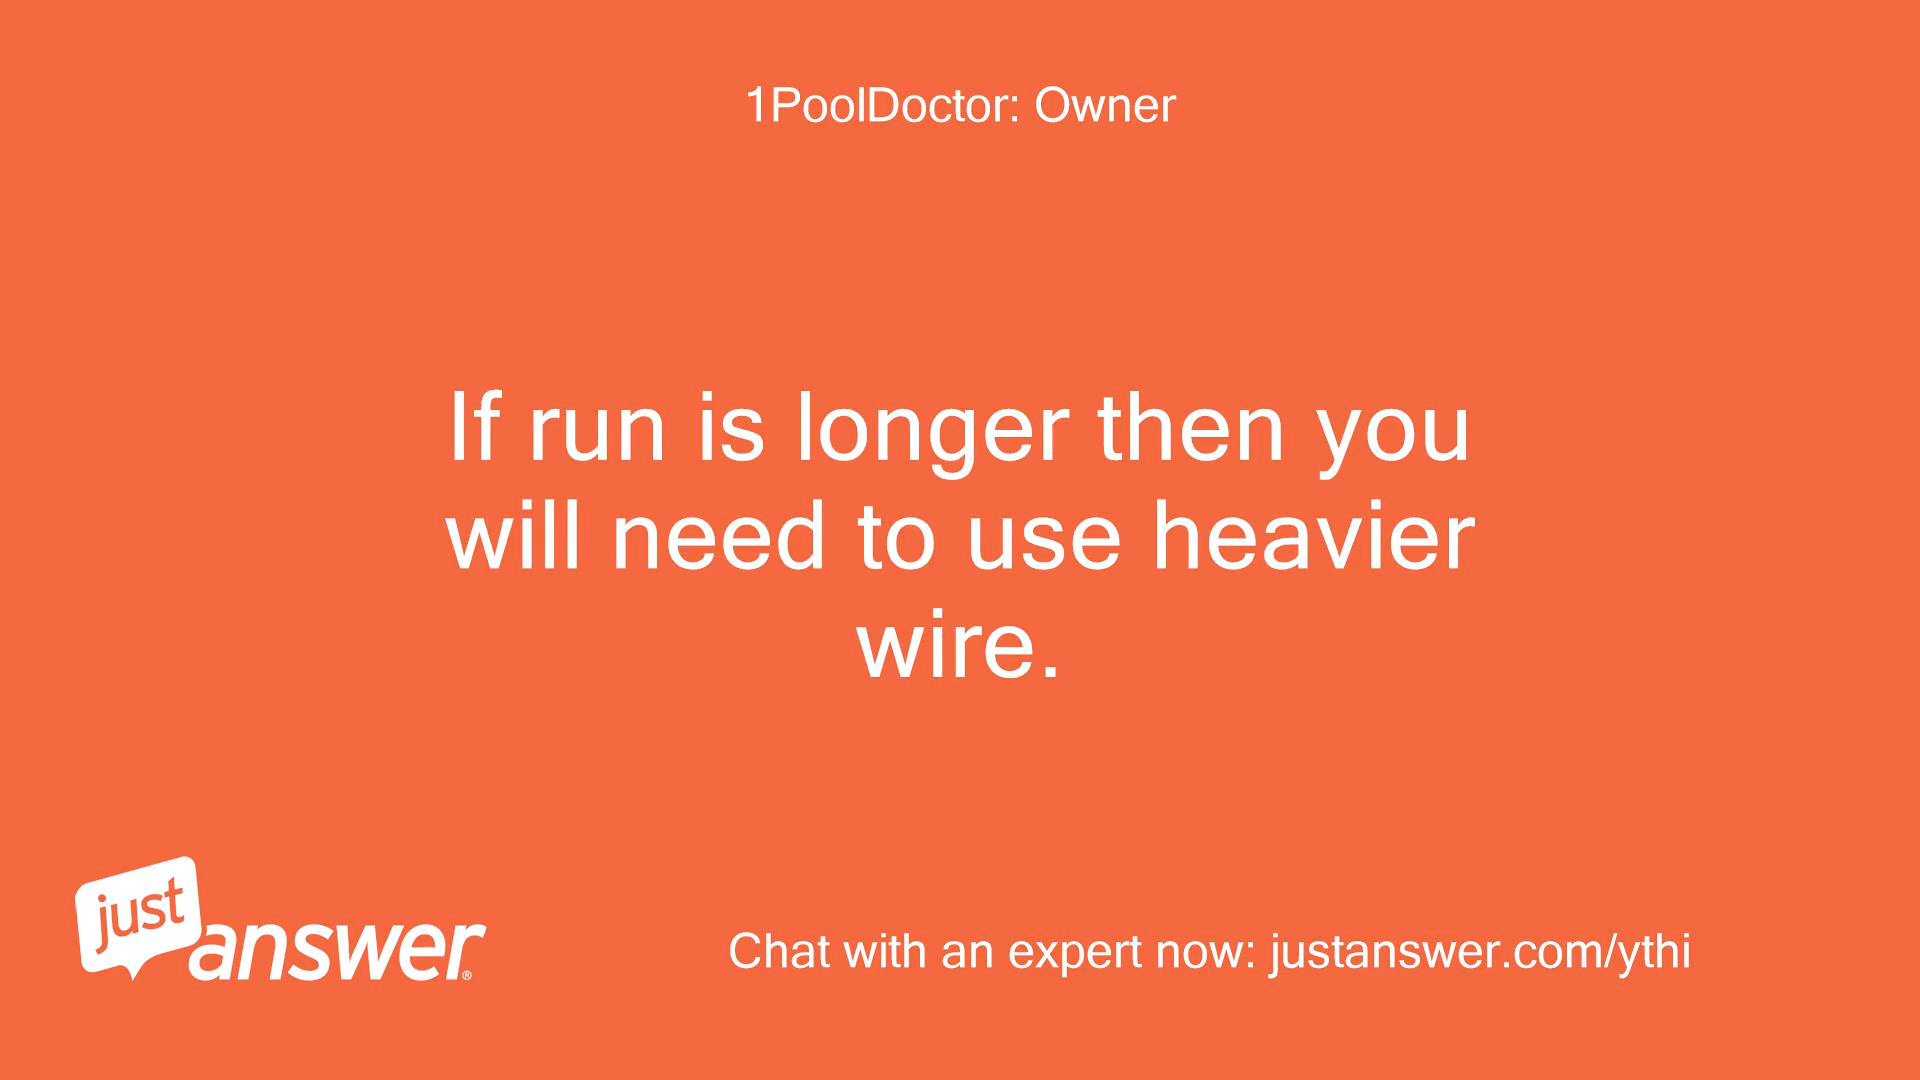 1PoolDoctor: Owner
If run is longer then you
will need to use heavier
wire.
just
answer®
Chat with an expert now: justanswer.com/ythi